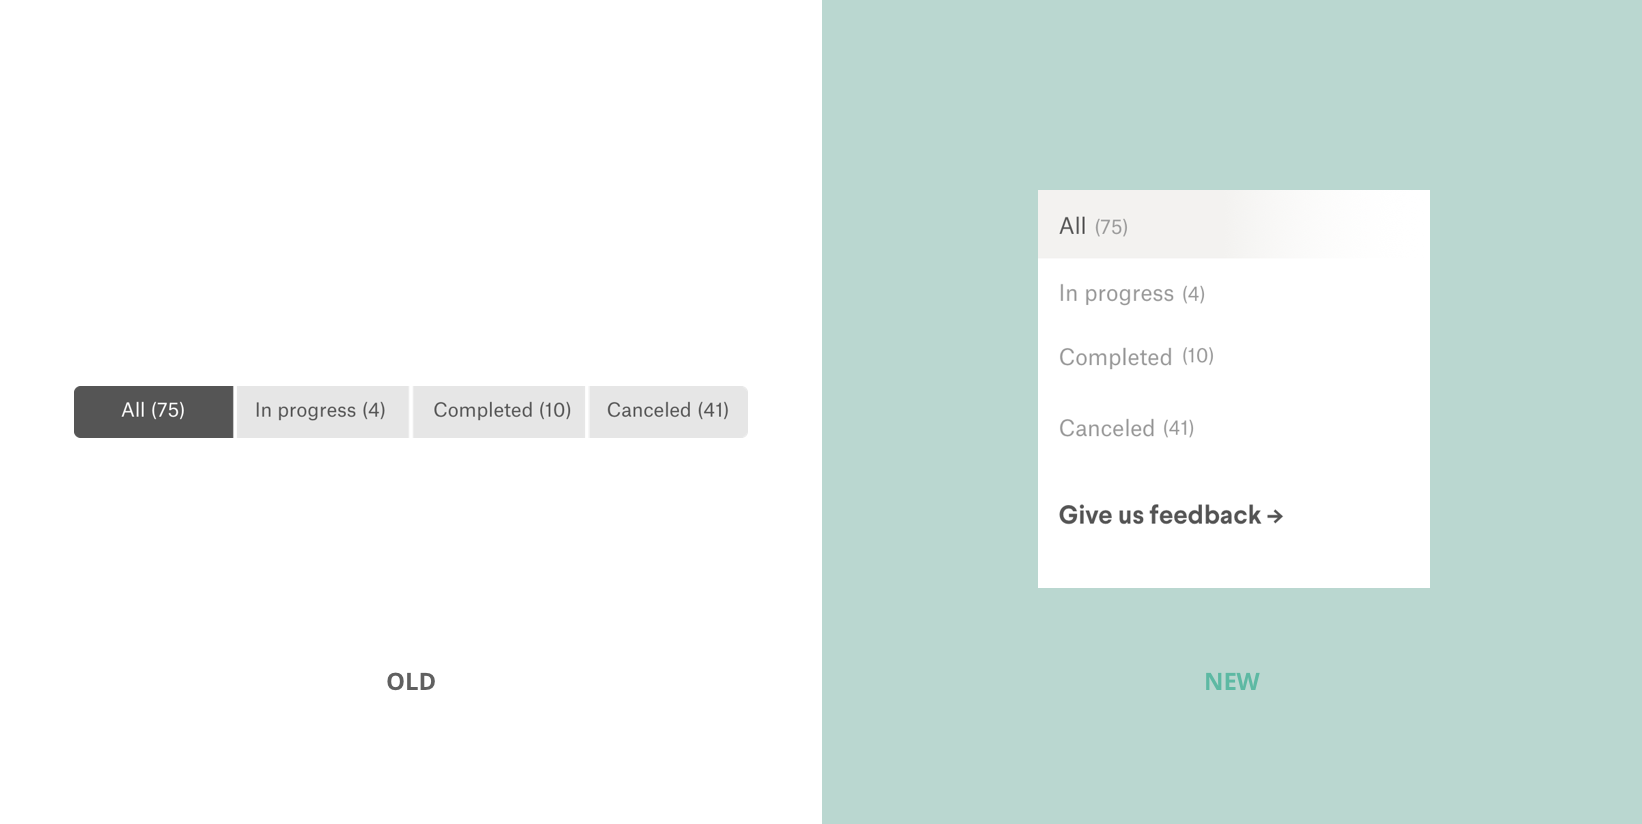 All (75) In progress (4) Completed (10) Canceled (41)
OLD
All (75)
In progress (4)
Completed (10)
Canceled (41)
Give us feedback →
NEW